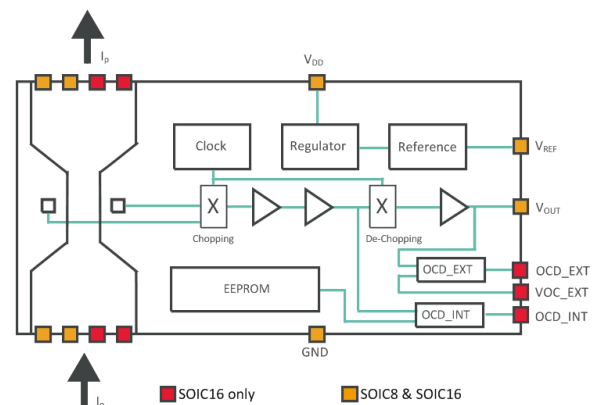 Ip
VDD
Clock
Regulator
Reference
VREF
X
X
VOUT
Chopping
De-Chopping
OCD_EXT
OCD_EXT
EEPROM
VOC_EXT
OCD_INT
OCD_INT
GND
Ip
SOIC16 only
SOIC8 & SOIC16